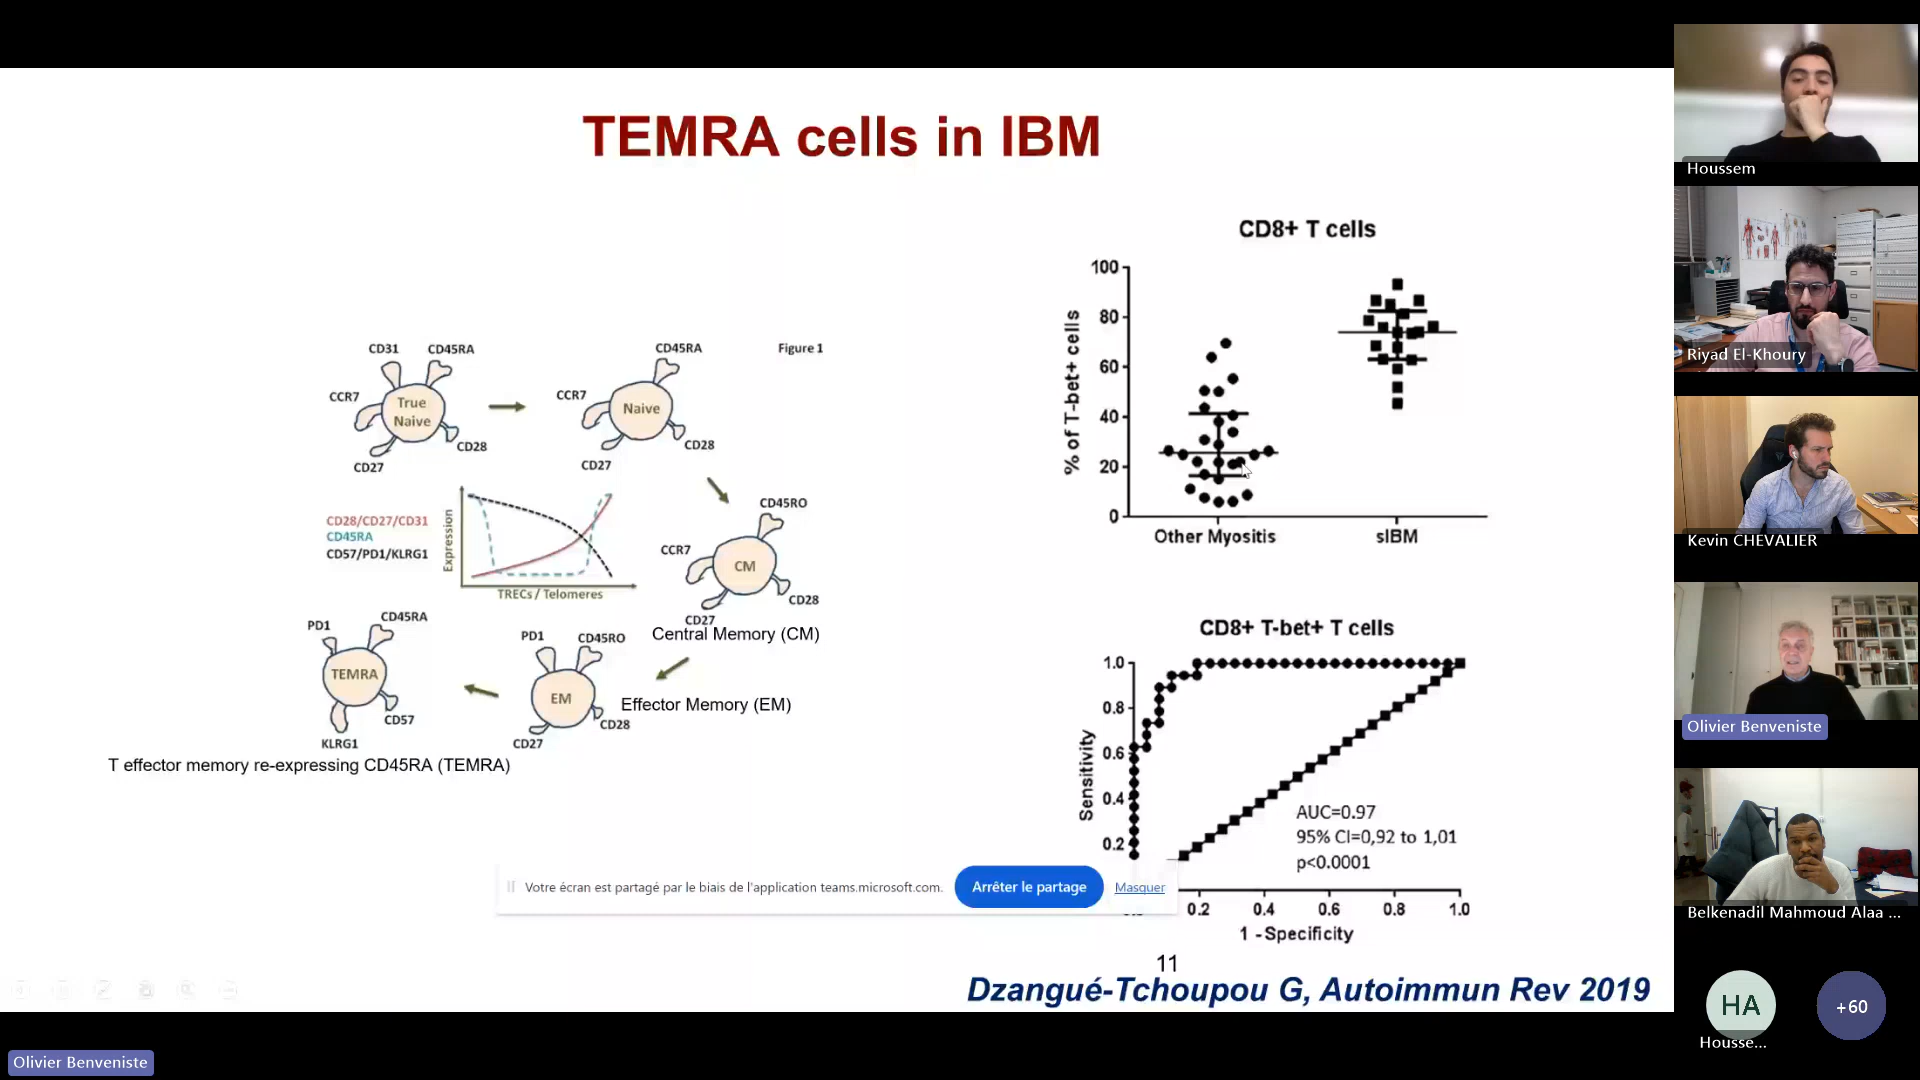 TEMRA cells in IBM
Figure 1
CD31 CD45RA
CCR7
True
Naive
CD28
CD27
CD45RA
CCR7
Naive
CD28
CD27
CD28/CD27/CD31
CD45RA
CD57/PD1/KLRG1
Expression
TRECs / Telomeres
CD45RO
CCR7
CM
CD28
CD27
Central Memory (CM)
PD1 CD45RO
EM
CD28
CD27
Effector Memory (EM)
PD1 CD45RA
TEMRA
CD57
KLRG1
T effector memory re-expressing CD45RA (TEMRA)
CD8+ T cells
% of T-bet+ cells
100
80
60
40
20
0
Other Myositis sIBM
CD8+ T-bet+ T cells
Sensitivity
1.0
0.8
0.6
0.4
0.2
AUC=0.97
95% CI=0,92 to 1,01
p<0.0001
0.2 0.4 0.6 0.8 1.0
1 - Specificity
Votre écran est partagé par le biais de l'application teams.microsoft.com. Arrêter le partage Masquer
11
Dzangué-Tchoupou G, Autoimmun Rev 2019
Olivier Benveniste
Houssem
Riyad El-Khoury
Kevin CHEVALIER
Olivier Benveniste
Belkenadil Mahmoud Alaa ...
HA
Housse...
+60